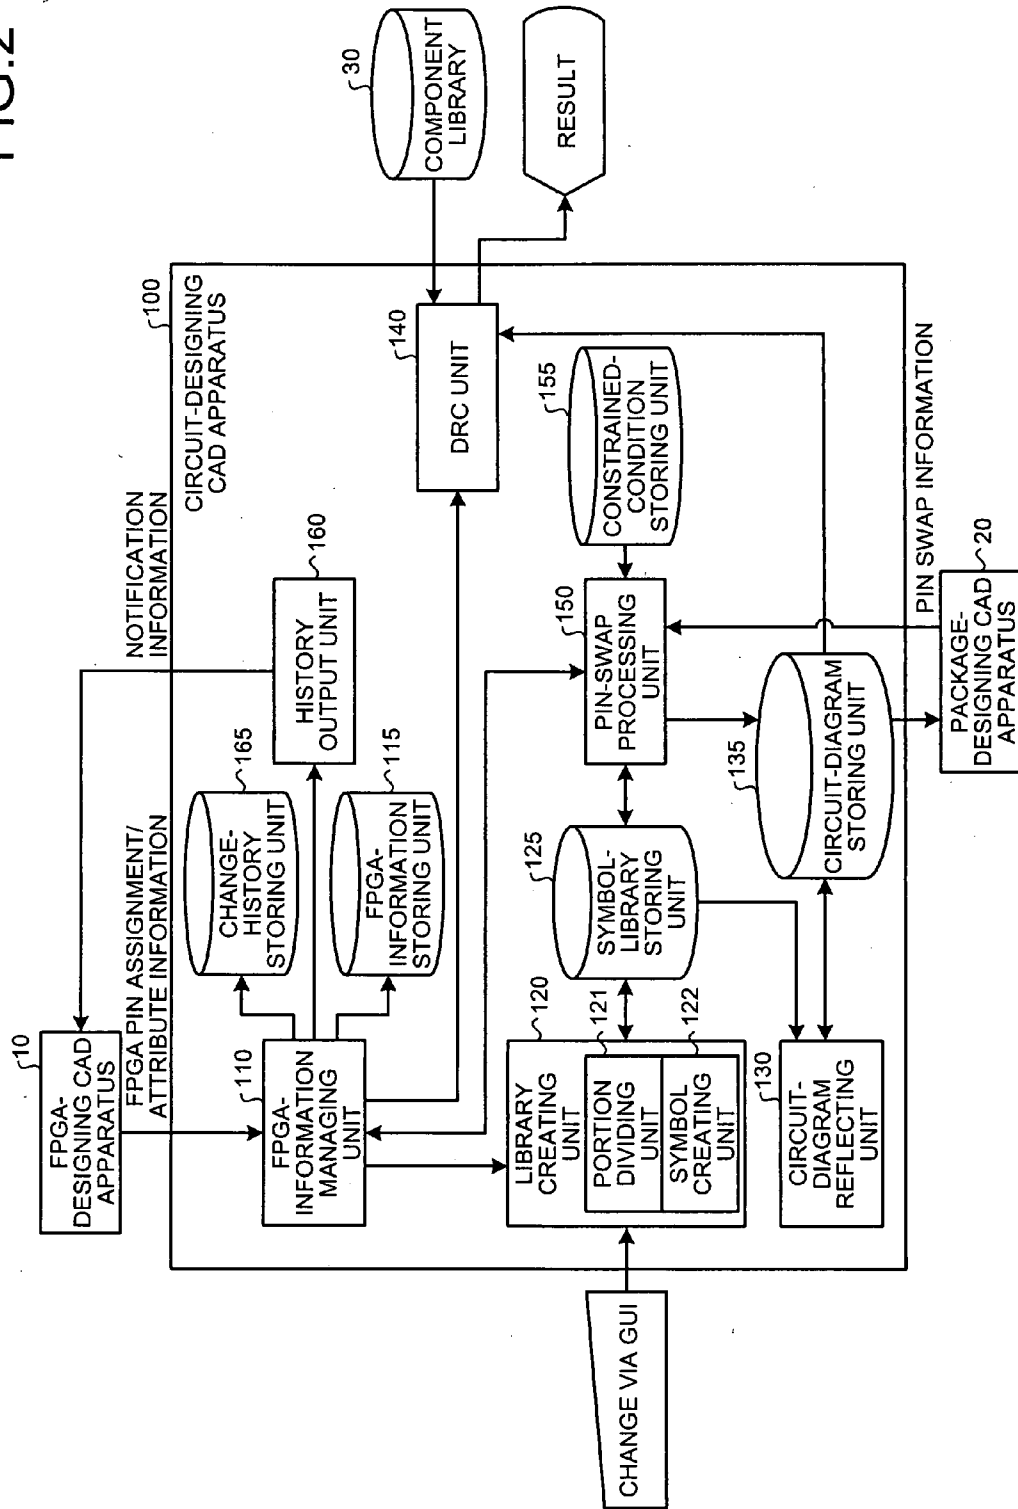 FIG.2
10
FPGA-
DESIGNING CAD
APPARATUS
FPGA PIN ASSIGNMENT/
ATTRIBUTE INFORMATION
NOTIFICATION
INFORMATION
100
CIRCUIT-DESIGNING
CAD APPARATUS
110
FPGA-
INFORMATION
MANAGING
UNIT
165
CHANGE-
HISTORY
STORING UNIT
115
FPGA-
INFORMATION
STORING UNIT
160
HISTORY
OUTPUT UNIT
140
DRC UNIT
30
COMPONENT
LIBRARY
RESULT
CHANGE VIA GUI
120
LIBRARY
CREATING
UNIT
121
PORTION
DIVIDING
UNIT
122
SYMBOL
CREATING
UNIT
125
SYMBOL-
LIBRARY
STORING
UNIT
150
PIN-SWAP
PROCESSING
UNIT
155
CONSTRAINED-
CONDITION
STORING UNIT
130
CIRCUIT-
DIAGRAM
REFLECTING
UNIT
135
CIRCUIT-DIAGRAM
STORING UNIT
PIN SWAP INFORMATION
20
PACKAGE-
DESIGNING CAD
APPARATUS